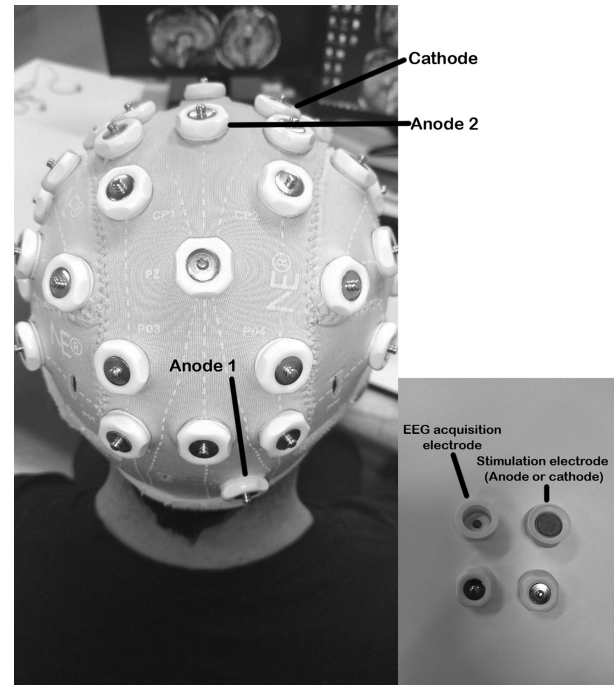 Cathode
Anode 2
CP1
CP2
PZ
NE®
PO3
PO4
NE®
Anode 1
EEG acquisition
electrode
Stimulation electrode
(Anode or cathode)